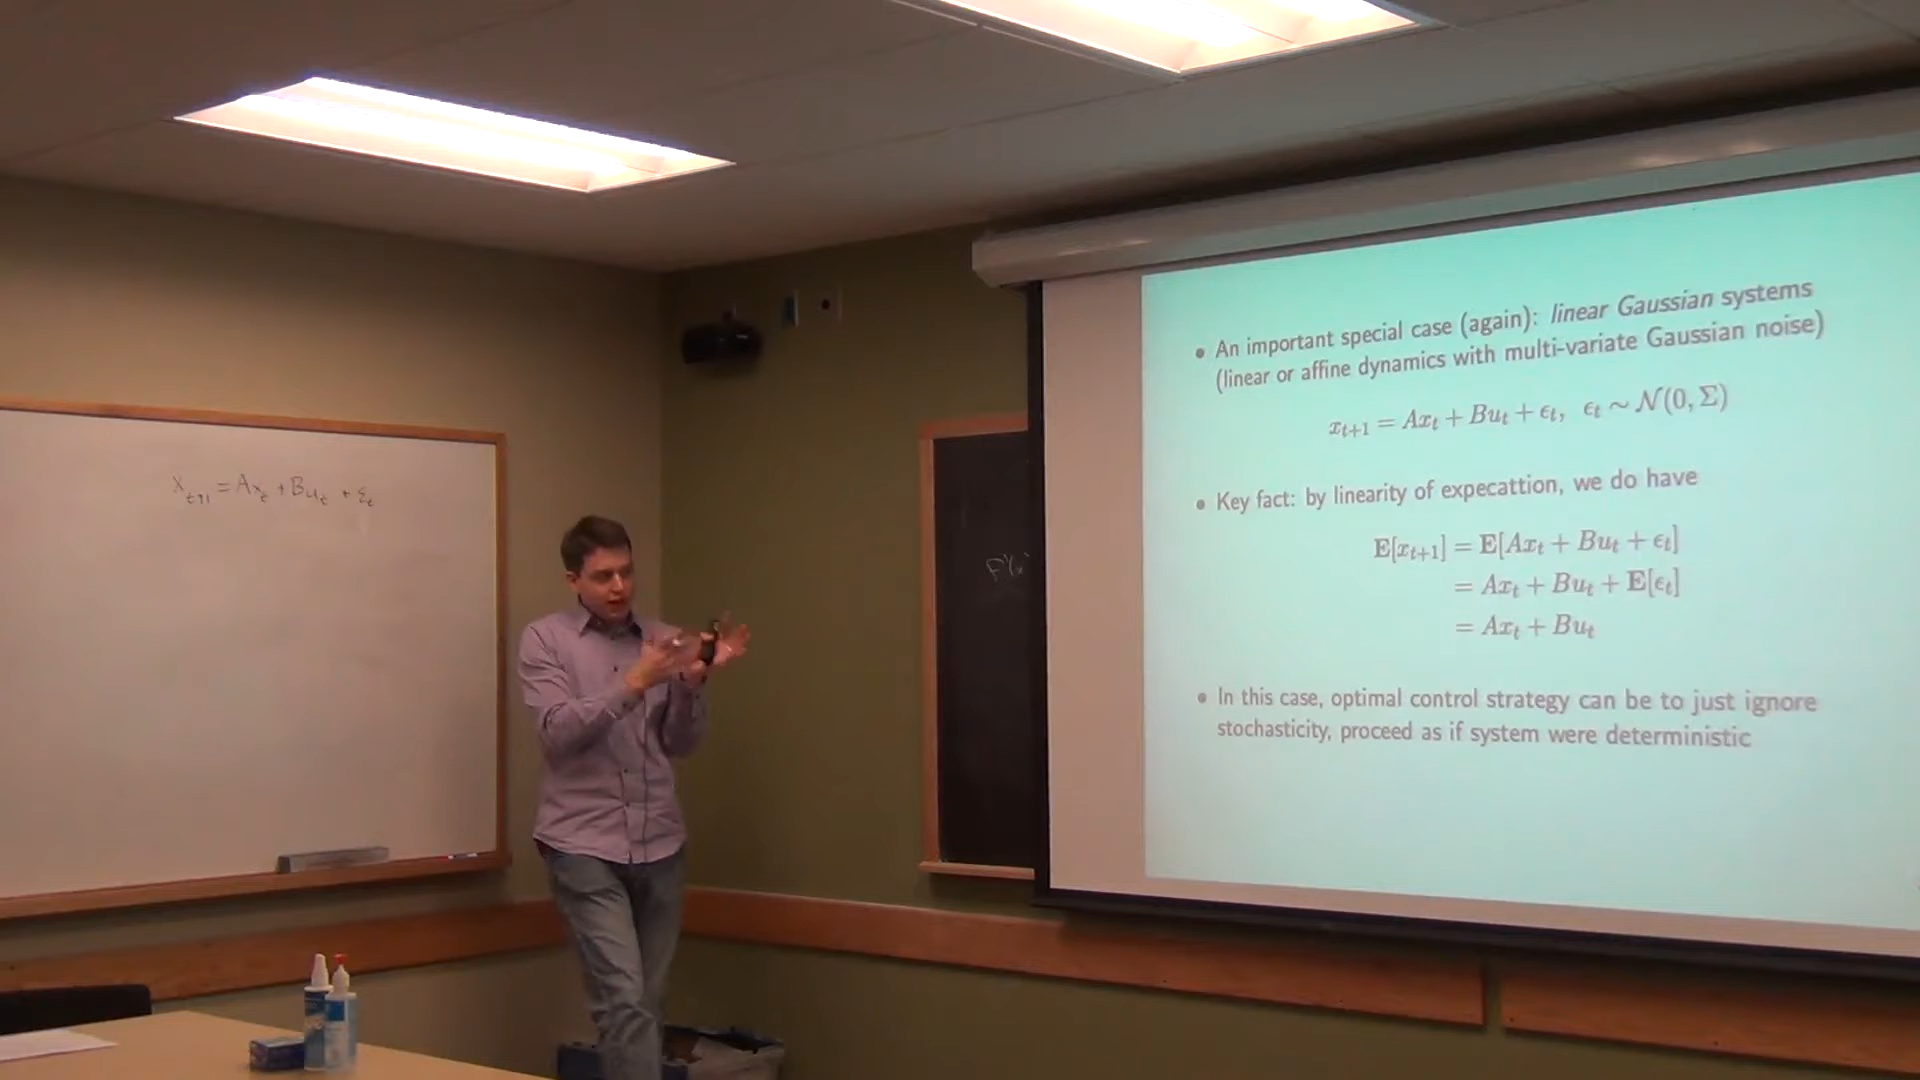 x_{t+1} = Ax_t + Bu_t + ε_t
F'(x
• An important special case (again): linear Gaussian systems
(linear or affine dynamics with multi-variate Gaussian noise)
x_{t+1} = Ax_t + Bu_t + ϵ_t, ϵ_t ∼ N(0, Σ)
• Key fact: by linearity of expecattion, we do have
E[x_{t+1}] = E[Ax_t + Bu_t + ϵ_t]
= Ax_t + Bu_t + E[ϵ_t]
= Ax_t + Bu_t
• In this case, optimal control strategy can be to just ignore
stochasticity, proceed as if system were deterministic